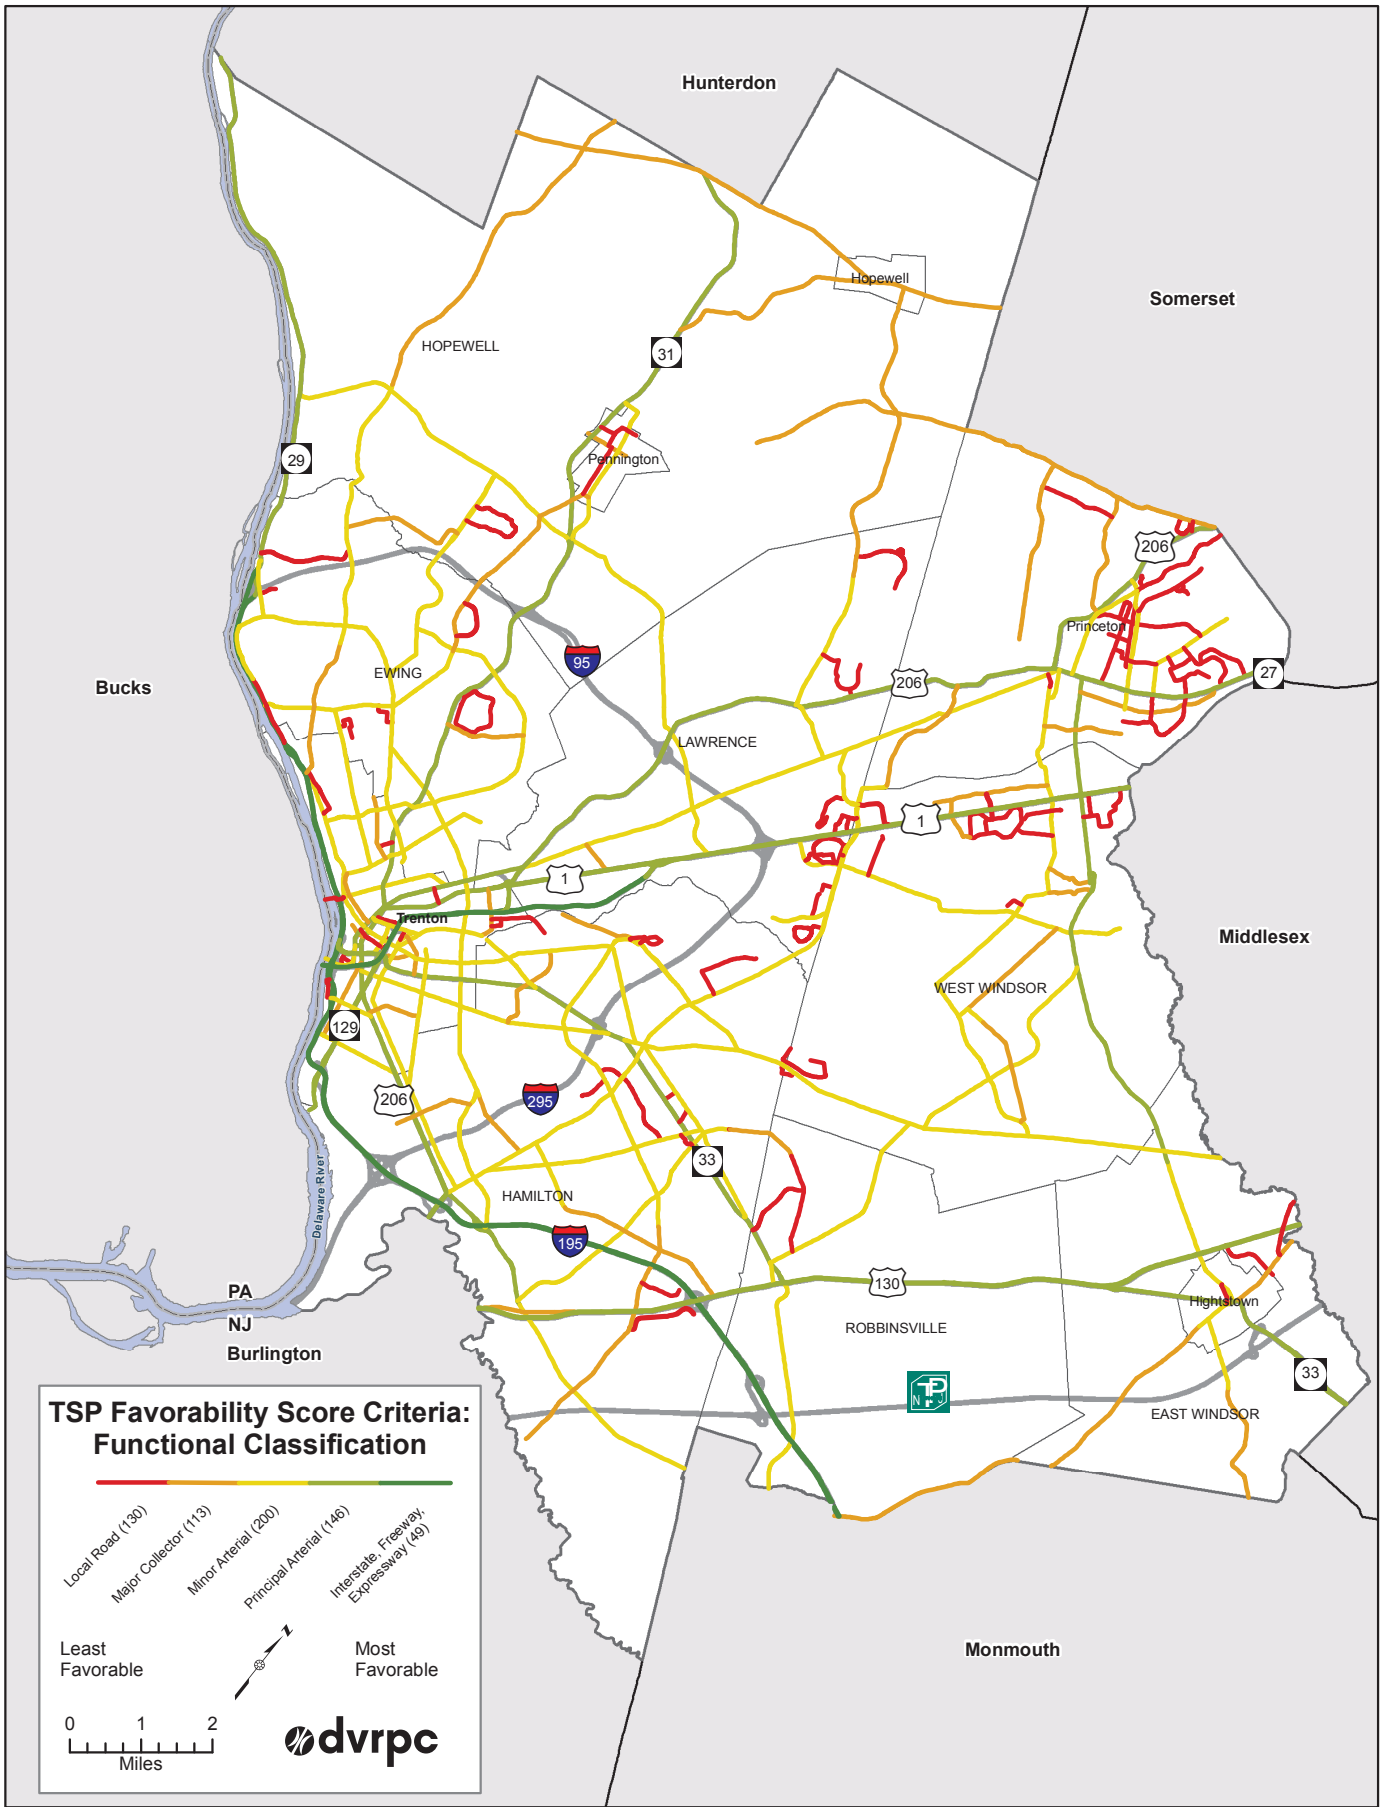 Hunterdon
Somerset
Hopewell
HOPEWELL
31
29
Pennington
206
Princeton
27
95
EWING
Bucks
206
LAWRENCE
1
1
Trenton
Middlesex
WEST WINDSOR
129
206
295
33
HAMILTON
195
Delaware River
130
PA
NJ
Burlington
Hightstown
ROBBINSVILLE
33
N TP J
EAST WINDSOR
Monmouth
TSP Favorability Score Criteria:
Functional Classification
Local Road (130)
Major Collector (113)
Minor Arterial (200)
Principal Arterial (146)
Interstate, Freeway,
Expressway (49)
Least
Favorable
Most
Favorable
N
0 1 2
Miles
dvrpc